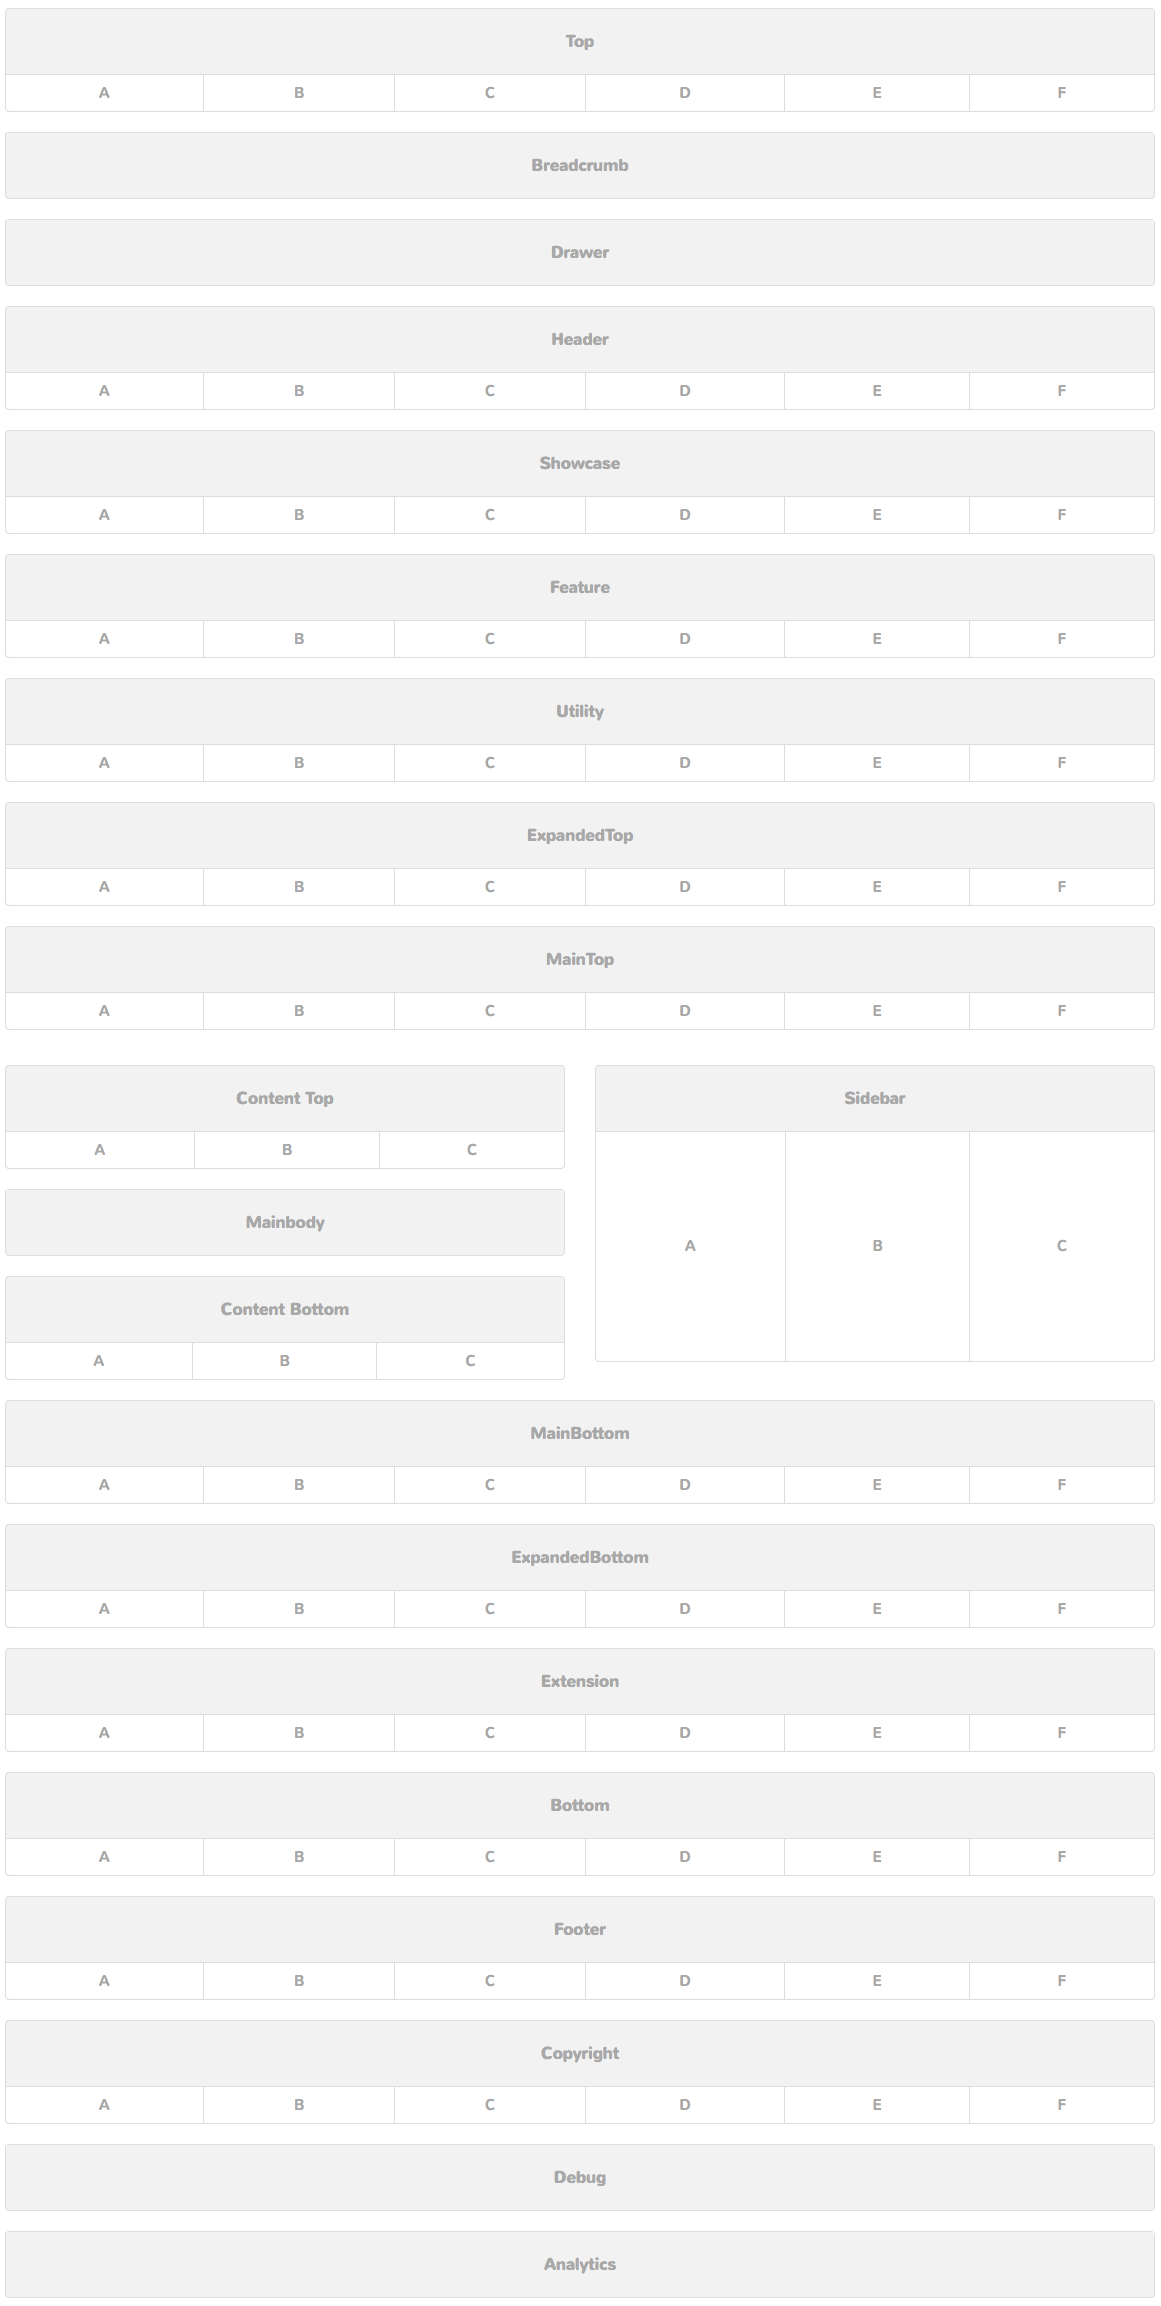 Top
A B C D E F
Breadcrumb
Drawer
Header
A B C D E F
Showcase
A B C D E F
Feature
A B C D E F
Utility
A B C D E F
ExpandedTop
A B C D E F
MainTop
A B C D E F
Content Top
A B C
Mainbody
Content Bottom
A B C
Sidebar
A B C
MainBottom
A B C D E F
ExpandedBottom
A B C D E F
Extension
A B C D E F
Bottom
A B C D E F
Footer
A B C D E F
Copyright
A B C D E F
Debug
Analytics